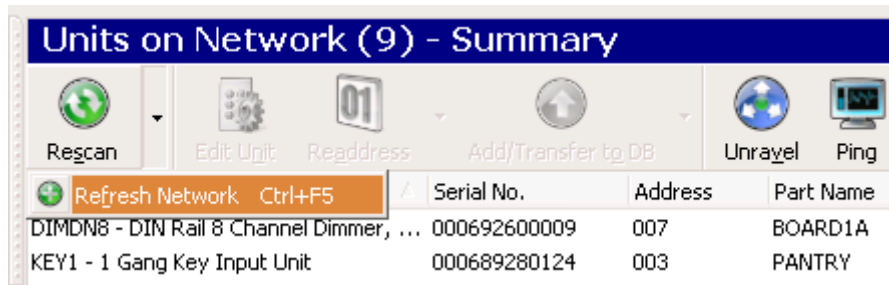 Units on Network (9) - Summary
01
Rescan Edit Unit Readdress Add/Transfer to DB Unravel Ping
Refresh Network Ctrl+F5 Serial No. Address Part Name
DIMDN8 - DIN Rail 8 Channel Dimmer, ... 000692600009 007 BOARD1A
KEY1 - 1 Gang Key Input Unit 000689280124 003 PANTRY